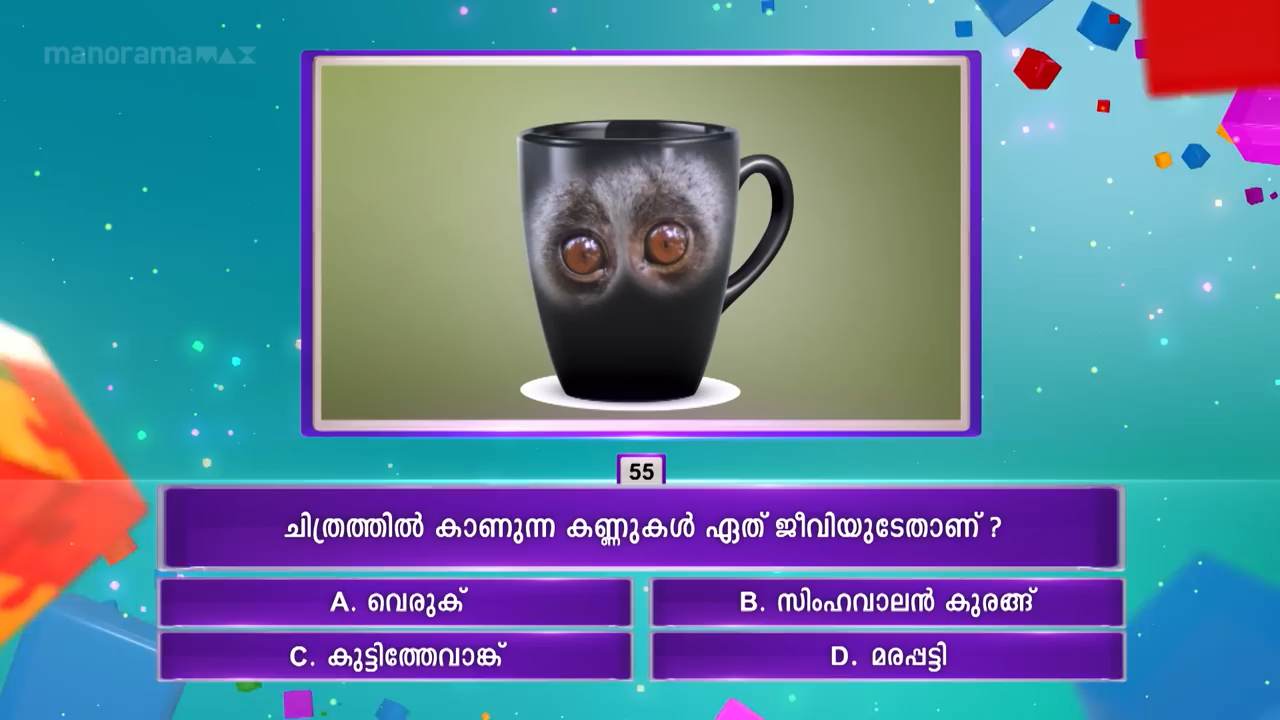 manoramaMAX
55
ചിത്രത്തിൽ കാണുന്ന കണ്ണുകൾ ഏത് ജീവിയുടേതാണ് ?
A. വെരുക്
B. സിംഹവാലൻ കുരങ്ങ്
C. കുട്ടിത്തേവാങ്ക്
D. മരപ്പട്ടി